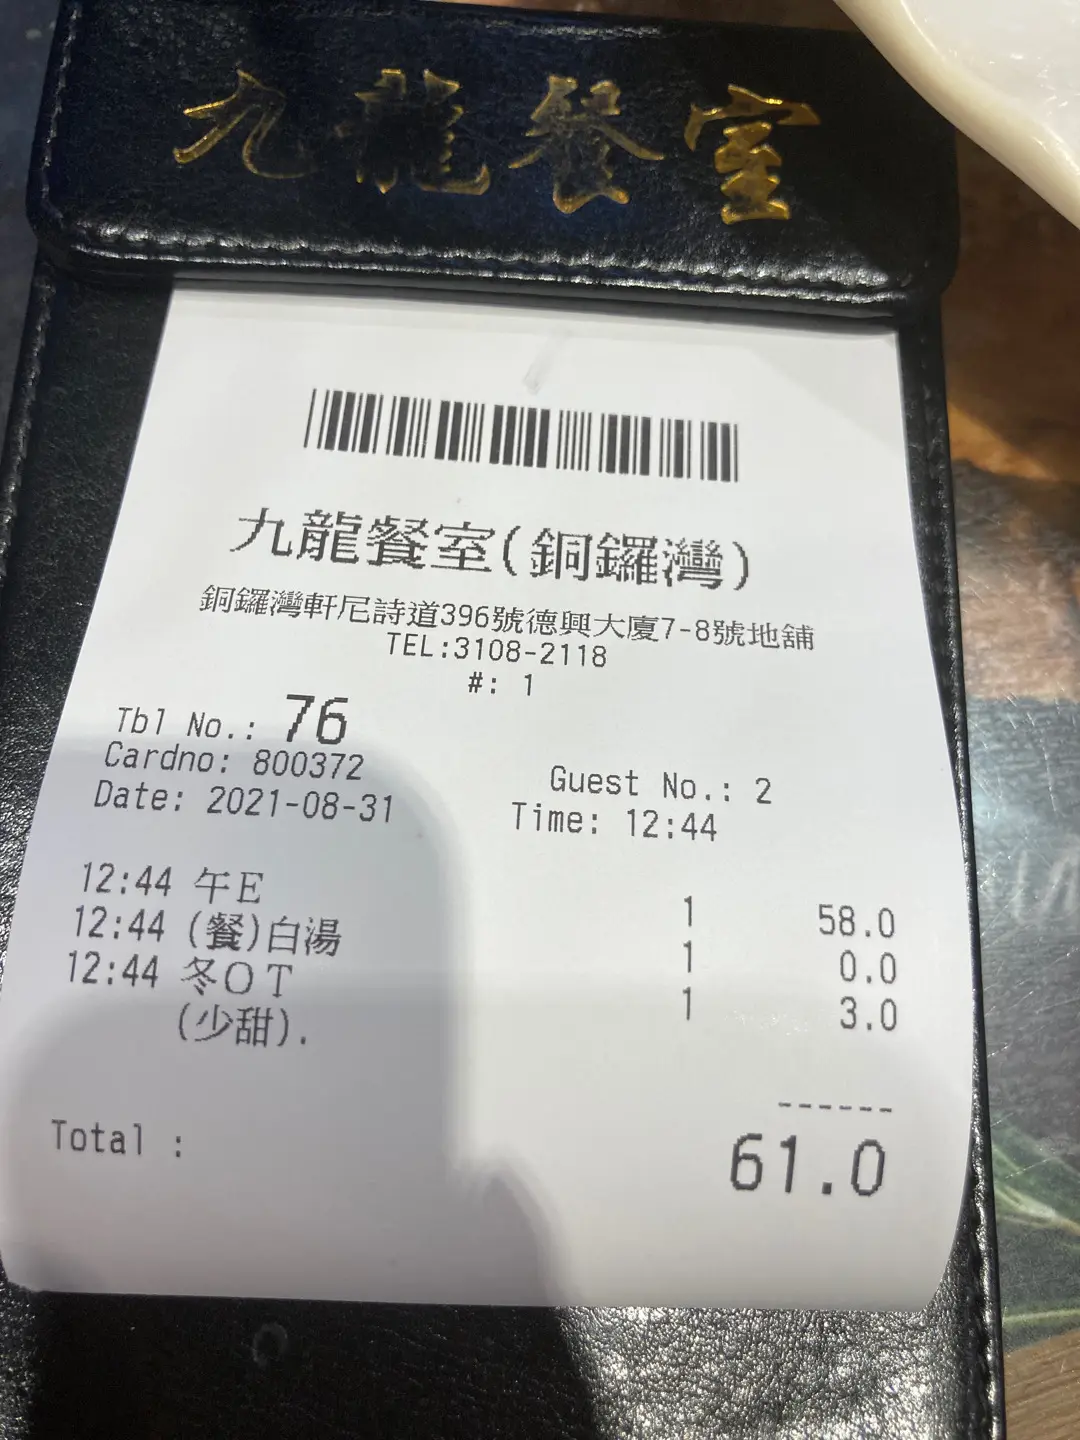 九龍餐室
九龍餐室(銅鑼灣)
銅鑼灣軒尼詩道396號德興大廈7-8號地舖
TEL:3108-2118
#: 1
Tbl No.: 76
Cardno: 800372 Guest No.: 2
Date: 2021-08-31 Time: 12:44
12:44 午E 1 58.0
12:44 (餐)白湯 1 0.0
12:44 冬OT 1 3.0
(少甜).
------
Total : 61.0